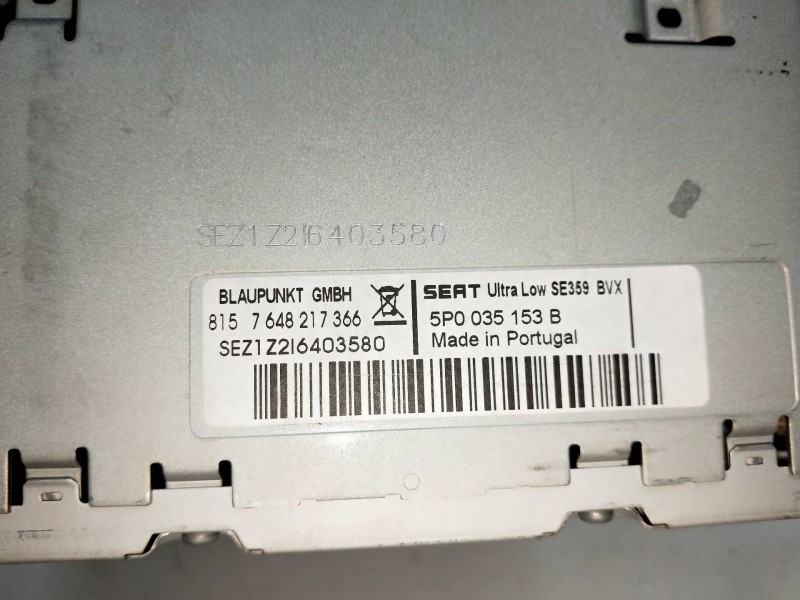 SEZ1Z2I6403580
BLAUPUNKT GMBH
815 7 648 217 366
SEZ1Z2I6403580
SEAT Ultra Low SE359 BVX
5P0 035 153 B
Made in Portugal